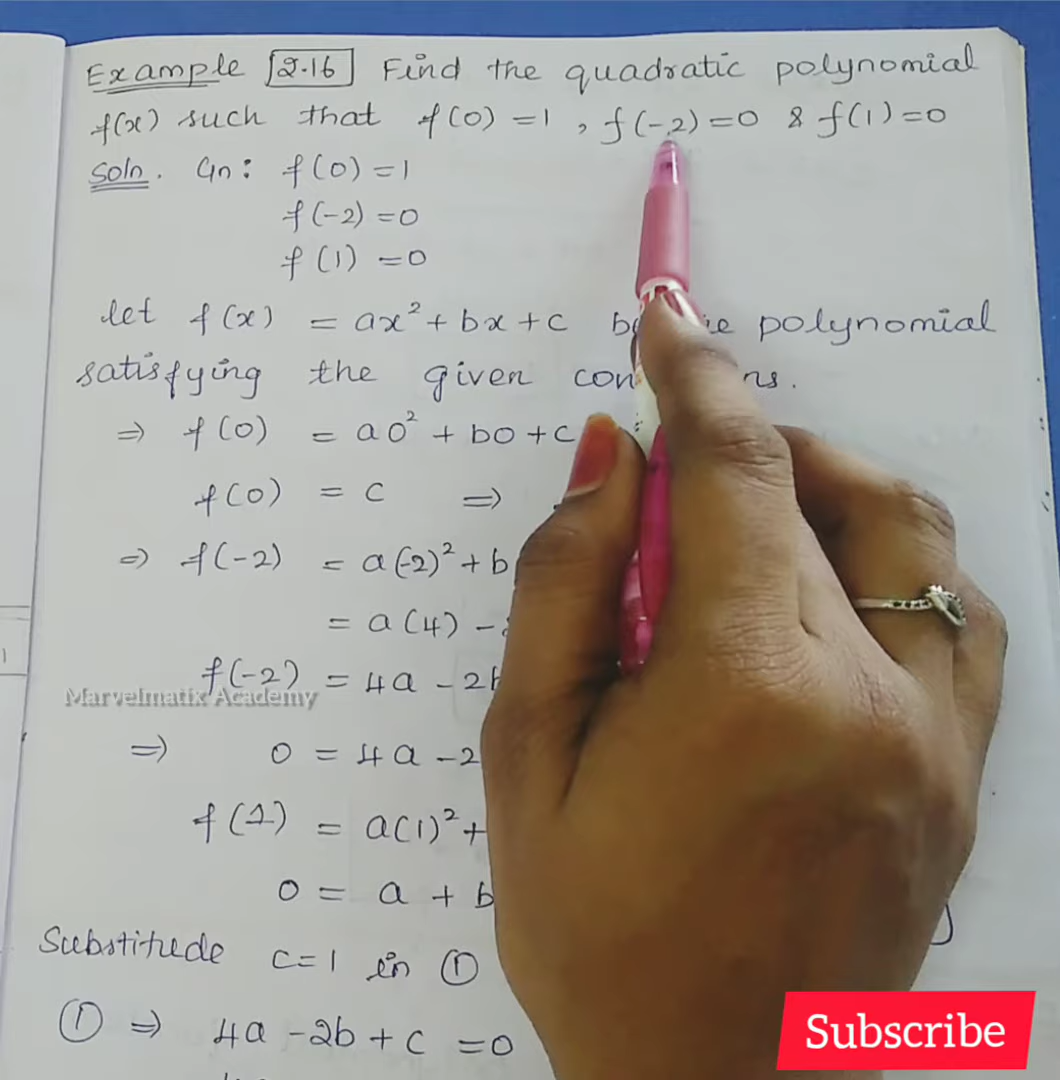 Example 2.16 Find the quadratic polynomial
f(x) such that f(0) = 1, f(-2) = 0 & f(1) = 0
Soln. Gn: f(0) = 1
f(-2) = 0
f(1) = 0
let f(x) = ax² + bx + c polynomial
satisfying the given
⇒ f(0) = a0² + b0 + c
f(0) = c ⇒
⇒ f(-2) = a(-2)² + b
= a(4) -
f(-2) = 4a - 2b
Marvelmatix Academy
⇒ 0 = 4a - 2
f(1) = a(1)² +
0 = a + b
Substitude c=1 in ①
① ⇒ 4a - 2b + c = 0
Subscribe